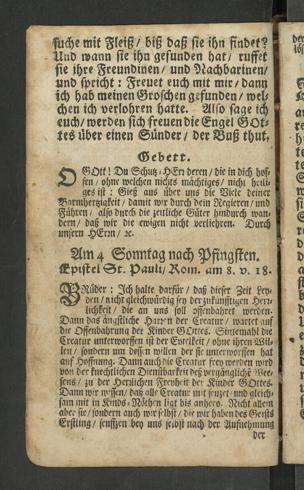 suche mit Fleiß / biß daß sie ihn findet?
Und wann sie ihn gesunden hat / ruffet
sie ihre Freundinen / und Nachbarinen /
und spricht: Freuet euch mit mir / dann
ich hab meinen Groschen gefunden / wel-
chen ich verlohren hatte. Also sage ich
euch / werden sich freuen die Engel GOt-
tes über einen Sünder / der Buß thut.
Gebett.
O GOtt! Du Schutz-HErr deren / die in dich hof-
fen / ohne welchen nichts mächtiges / nichts heili-
ges ist: Gieß aus über uns die Viele deiner
Barmhertzigkeit / damit wir durch dein Regieren / und
Führen / also durch die zeitliche Güter hindurch wan-
dern / daß wir die ewigen nicht verliehren. Durch
unsern HErrn / ꝛc.
Am 4 Sonntag nach Pfingsten.
Epistel St. Pauli / Rom. am 8. v. 18.
BRüder: Ich halte darfür / daß dieser Zeit Ley-
den / nicht gleichwürdig sey der zukünfftigen Herr-
lichkeit / die an uns soll offenbahret werden.
Dann das ängstliche Harren der Creatur / wartet auf
die Offenbahrung der Kinder GOttes. Sintemahl die
Creatur unterworffen ist der Eytelkeit / ohne ihren Wil-
len / sondern um dessen willen der sie unterworffen hat
auf Hoffnung. Dann auch die Creatur frey werden wird
von der knechtlichen Dienstbarkeit deß vergängliche We-
sens / zu der Herrlichen Freyheit der Kinder GOttes.
Dann wir wissen / daß alle Creatur mit seuzet / und gleich-
sam mit in Kinds-Nöthen ligt bis anhero. Nicht allein
aber sie / sondern auch wir selbst / die wir haben des Geists
Erstling / seufftzen bey uns selbst nach der Aufnehmung
der